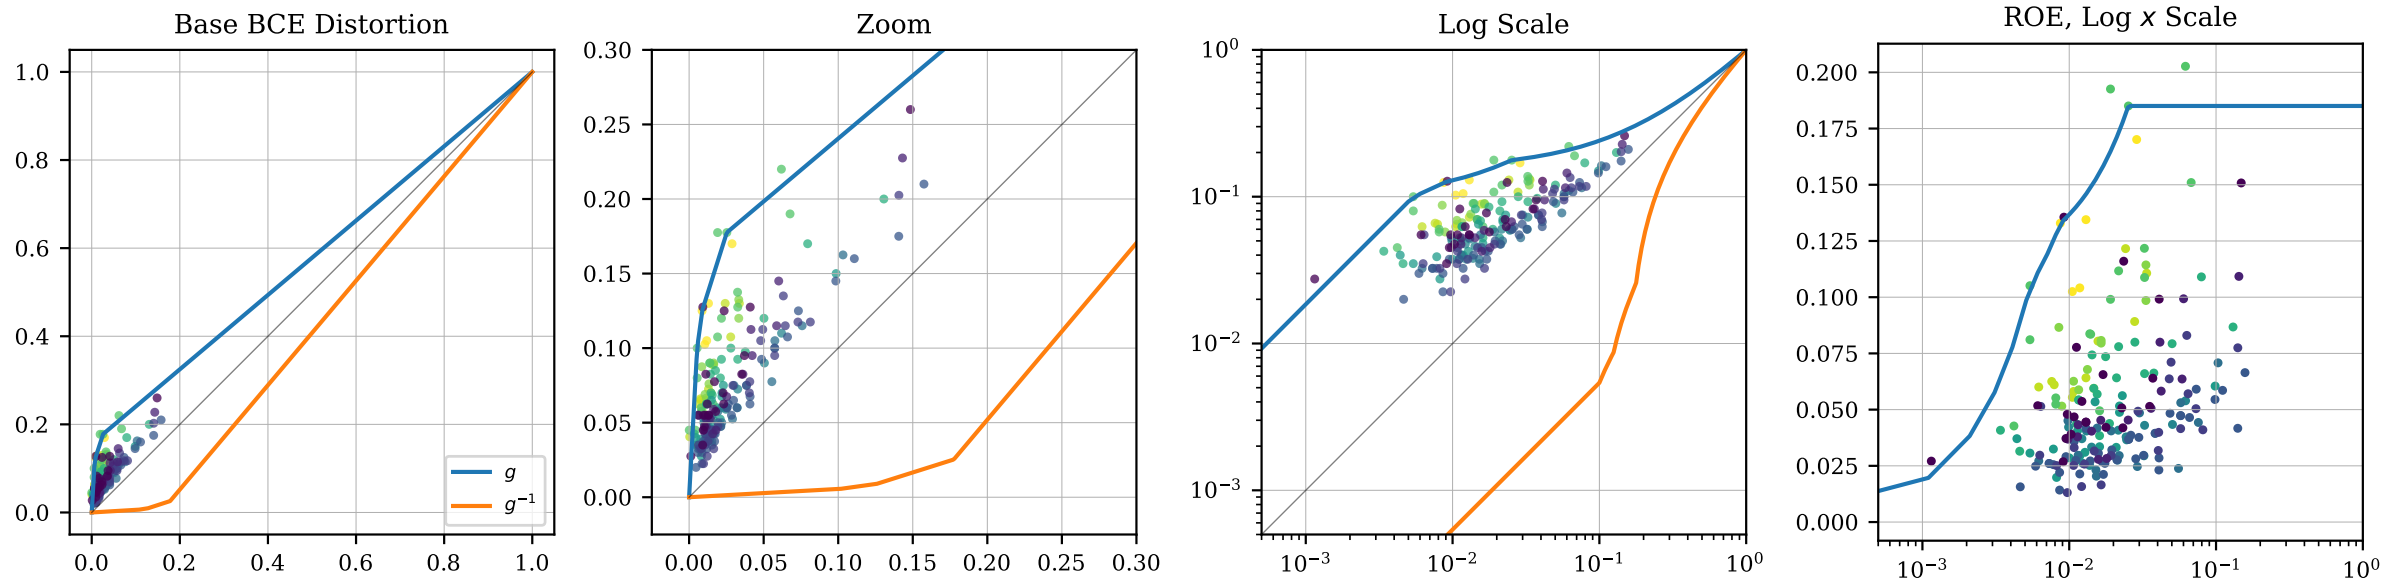 Base BCE Distortion
1.0
0.8
0.6
0.4
0.2
0.0
0.0 0.2 0.4 0.6 0.8 1.0
g
g⁻¹
Zoom
0.30
0.25
0.20
0.15
0.10
0.05
0.00
0.00 0.05 0.10 0.15 0.20 0.25 0.30
Log Scale
10⁰
10⁻¹
10⁻²
10⁻³
10⁻³ 10⁻² 10⁻¹ 10⁰
ROE, Log x Scale
0.200
0.175
0.150
0.125
0.100
0.075
0.050
0.025
0.000
10⁻³ 10⁻² 10⁻¹ 10⁰